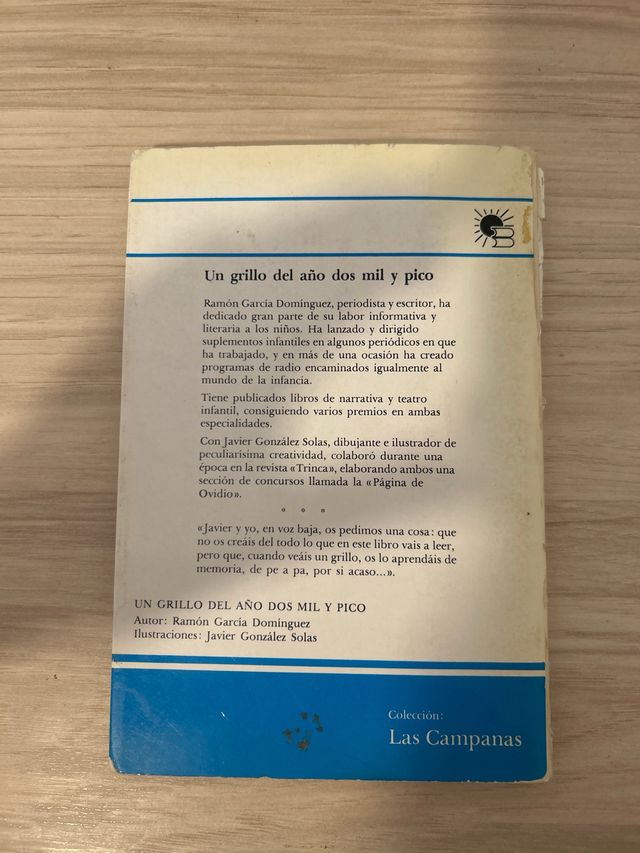 Un grillo del año dos mil y pico
Ramón García Domínguez, periodista y escritor, ha
dedicado gran parte de su labor informativa y
literaria a los niños. Ha lanzado y dirigido
suplementos infantiles en algunos periódicos en que
ha trabajado, y en más de una ocasión ha creado
programas de radio encaminados igualmente al
mundo de la infancia.
Tiene publicados libros de narrativa y teatro
infantil, consiguiendo varios premios en ambas
especialidades.
Con Javier González Solas, dibujante e ilustrador de
peculiarísima creatividad, colaboró durante una
época en la revista «Trinca», elaborando ambos una
sección de concursos llamada la «Página de
Ovidio».
«Javier y yo, en voz baja, os pedimos una cosa: que
no os creáis del todo lo que en este libro vais a leer,
pero que, cuando veáis un grillo, os lo aprendáis de
memoria, de pe a pa, por si acaso...».
UN GRILLO DEL AÑO DOS MIL Y PICO
Autor: Ramón García Domínguez
Ilustraciones: Javier González Solas
Colección:
Las Campanas